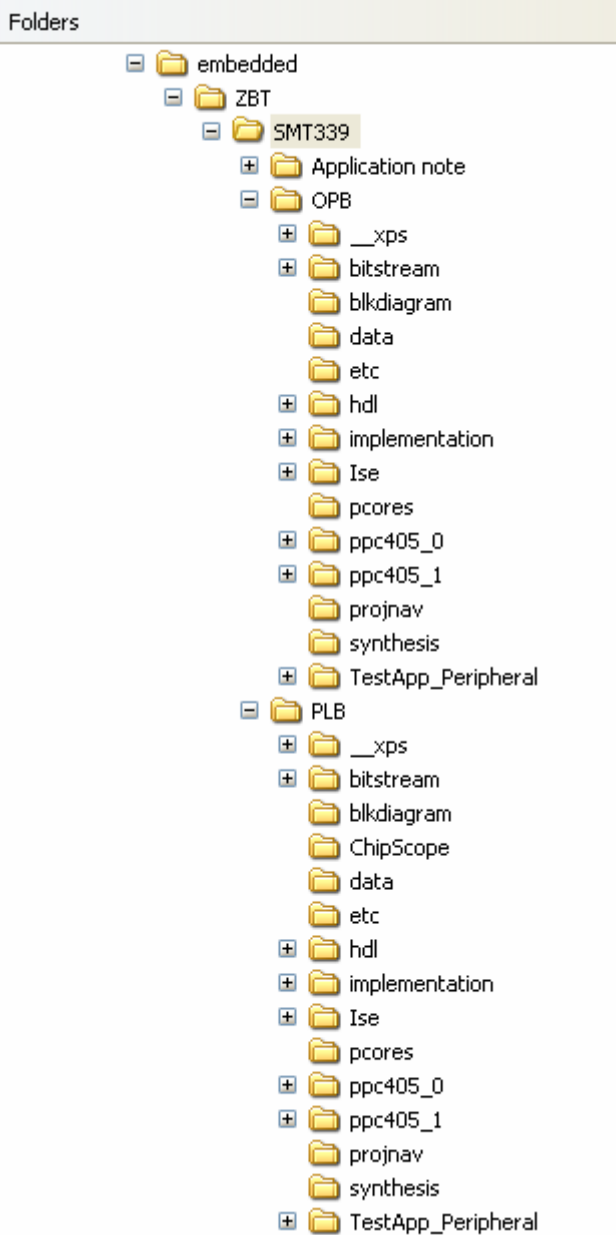 Folders
embedded
ZBT
SMT339
Application note
OPB
__xps
bitstream
blkdiagram
data
etc
hdl
implementation
Ise
pcores
ppc405_0
ppc405_1
projnav
synthesis
TestApp_Peripheral
PLB
__xps
bitstream
blkdiagram
ChipScope
data
etc
hdl
implementation
Ise
pcores
ppc405_0
ppc405_1
projnav
synthesis
TestApp_Peripheral